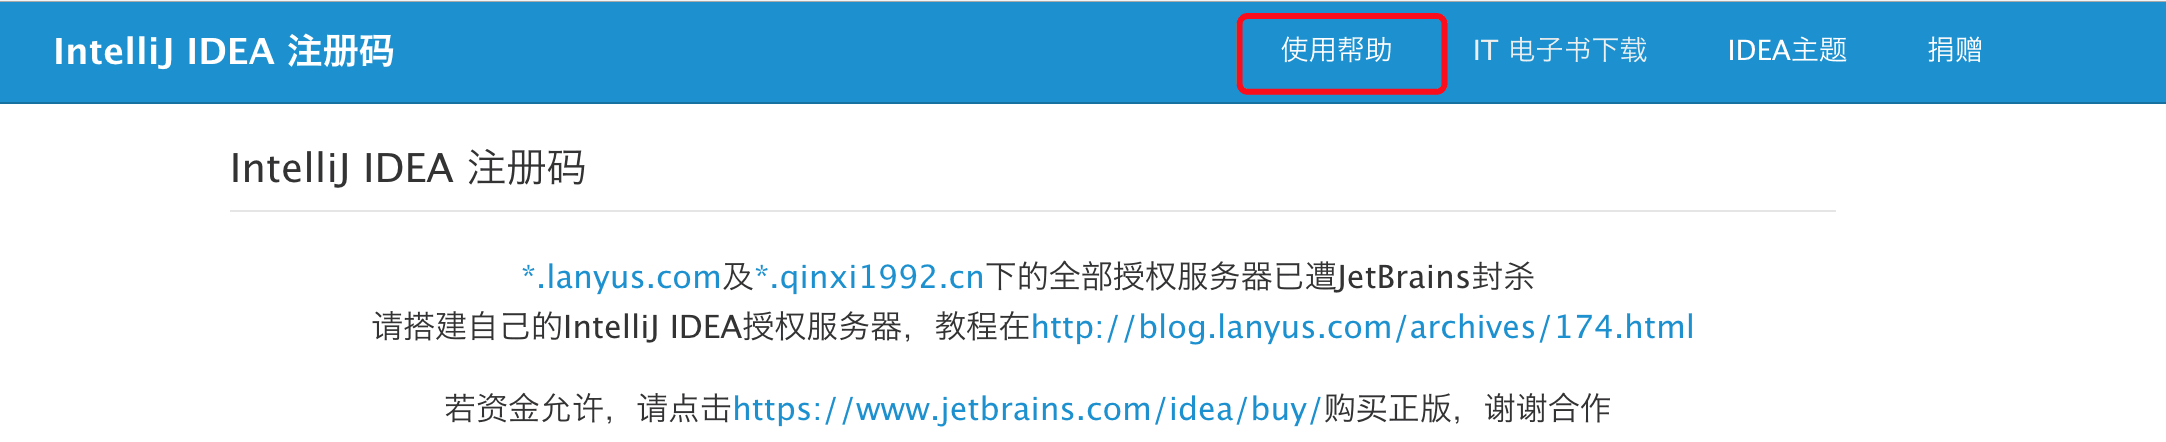 IntelliJ IDEA 注册码 使用帮助 IT 电子书下载 IDEA主题 捐赠
IntelliJ IDEA 注册码
*.lanyus.com及*.qinxi1992.cn下的全部授权服务器已遭JetBrains封杀
请搭建自己的IntelliJ IDEA授权服务器，教程在http://blog.lanyus.com/archives/174.html
若资金允许，请点击https://www.jetbrains.com/idea/buy/购买正版，谢谢合作